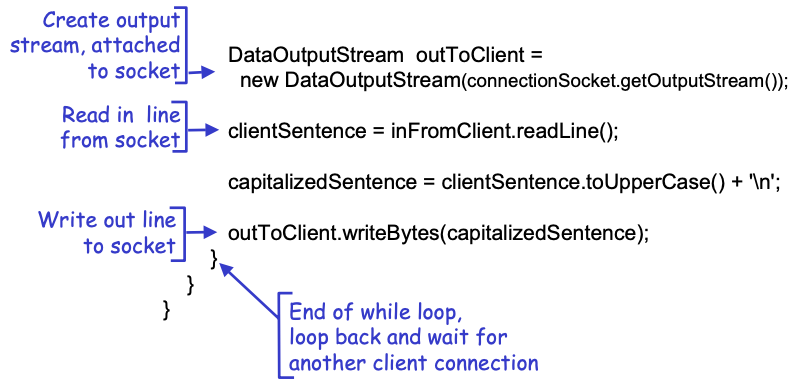 Create output
stream, attached
to socket
DataOutputStream outToClient =
new DataOutputStream(connectionSocket.getOutputStream());
Read in line
from socket
clientSentence = inFromClient.readLine();
capitalizedSentence = clientSentence.toUpperCase() + '\n';
Write out line
to socket
outToClient.writeBytes(capitalizedSentence);
}
}
}
End of while loop,
loop back and wait for
another client connection